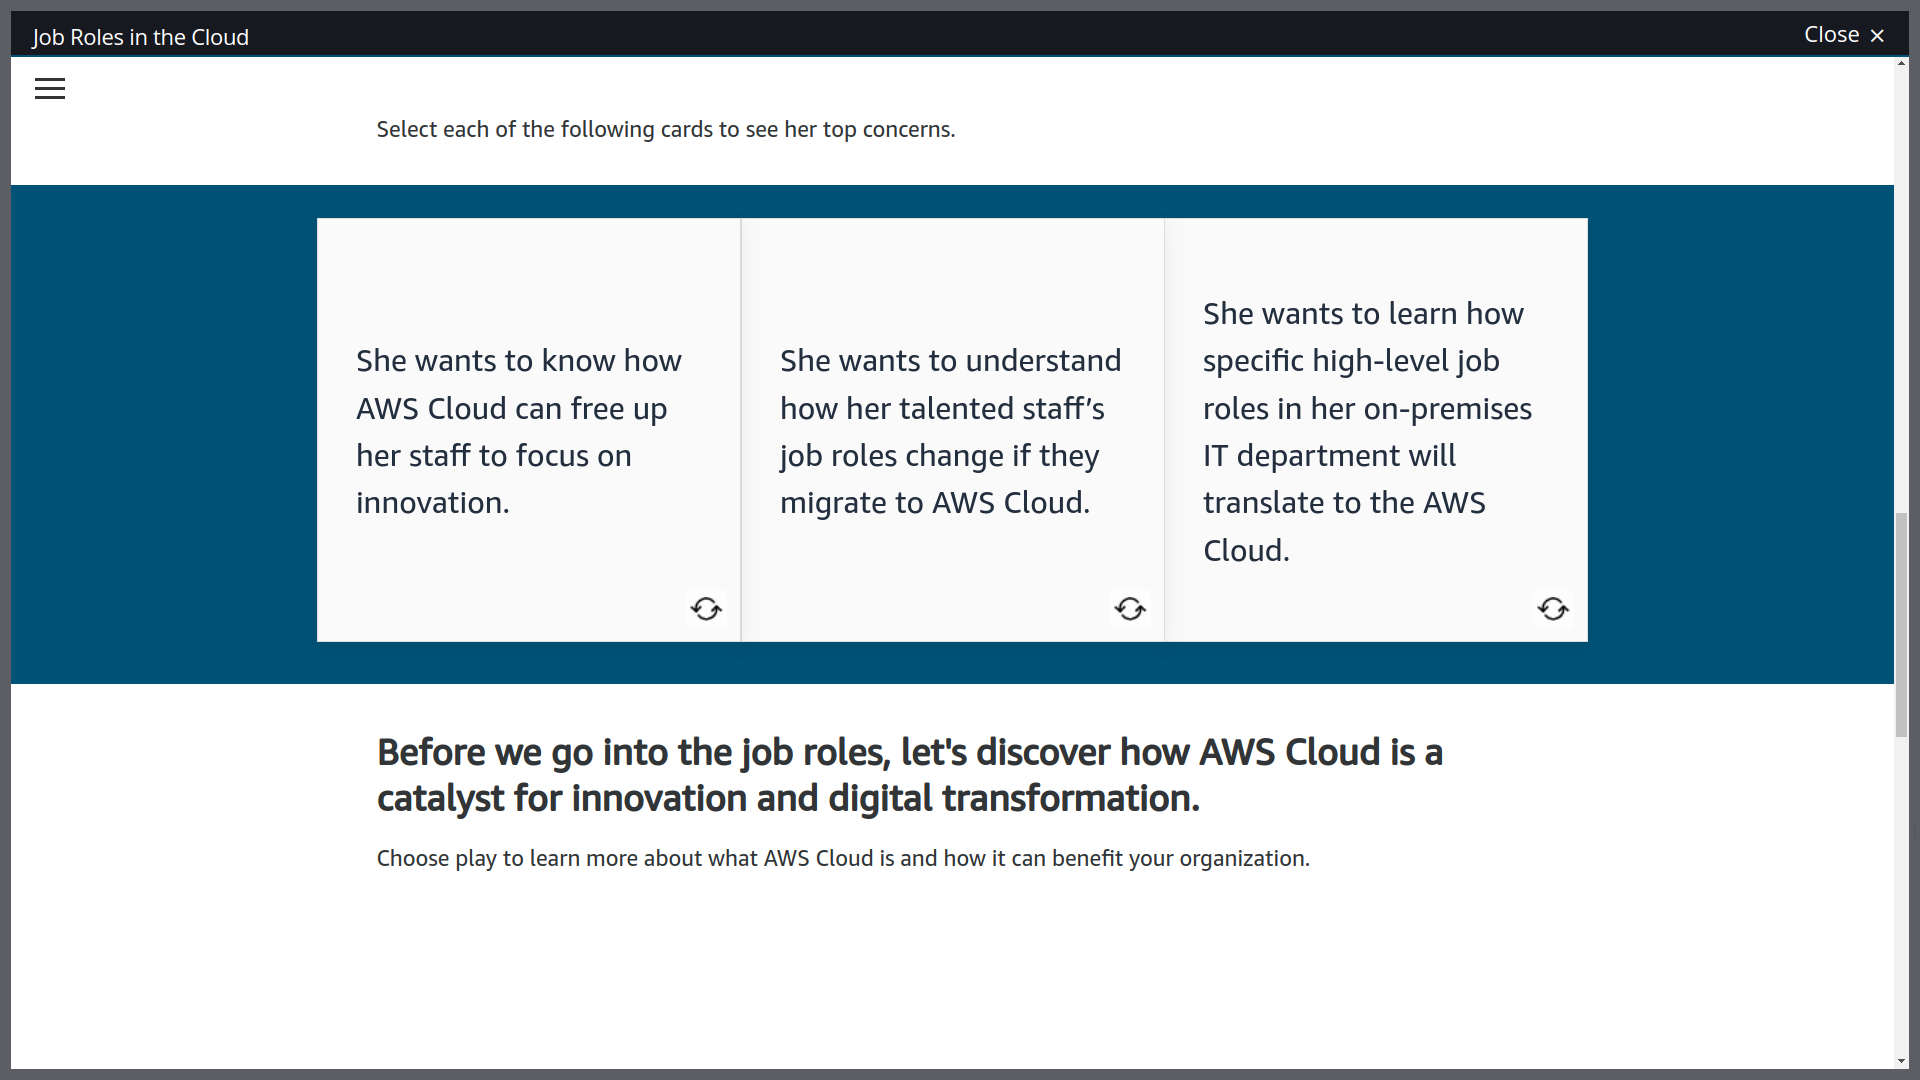 Job Roles in the Cloud
Close ×
Select each of the following cards to see her top concerns.
She wants to know how
AWS Cloud can free up
her staff to focus on
innovation.
She wants to understand
how her talented staff’s
job roles change if they
migrate to AWS Cloud.
She wants to learn how
specific high-level job
roles in her on-premises
IT department will
translate to the AWS
Cloud.
Before we go into the job roles, let's discover how AWS Cloud is a
catalyst for innovation and digital transformation.
Choose play to learn more about what AWS Cloud is and how it can benefit your organization.